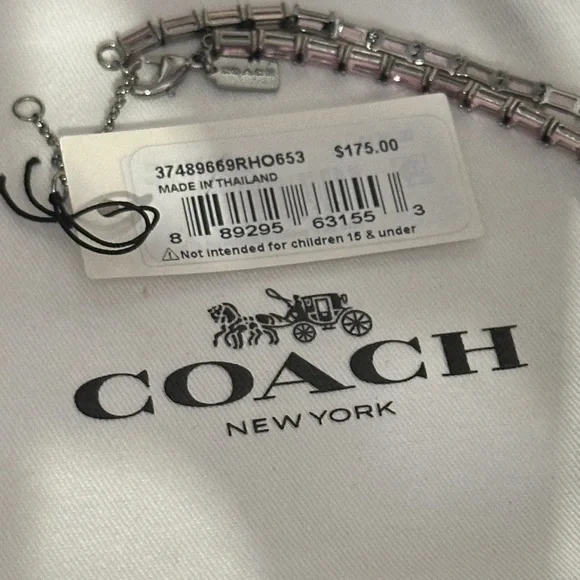 COACH
37489669RHO653 $175.00
MADE IN THAILAND
8 89295 63155 3
⚠Not intended for children 15 & under
COACH
NEW YORK